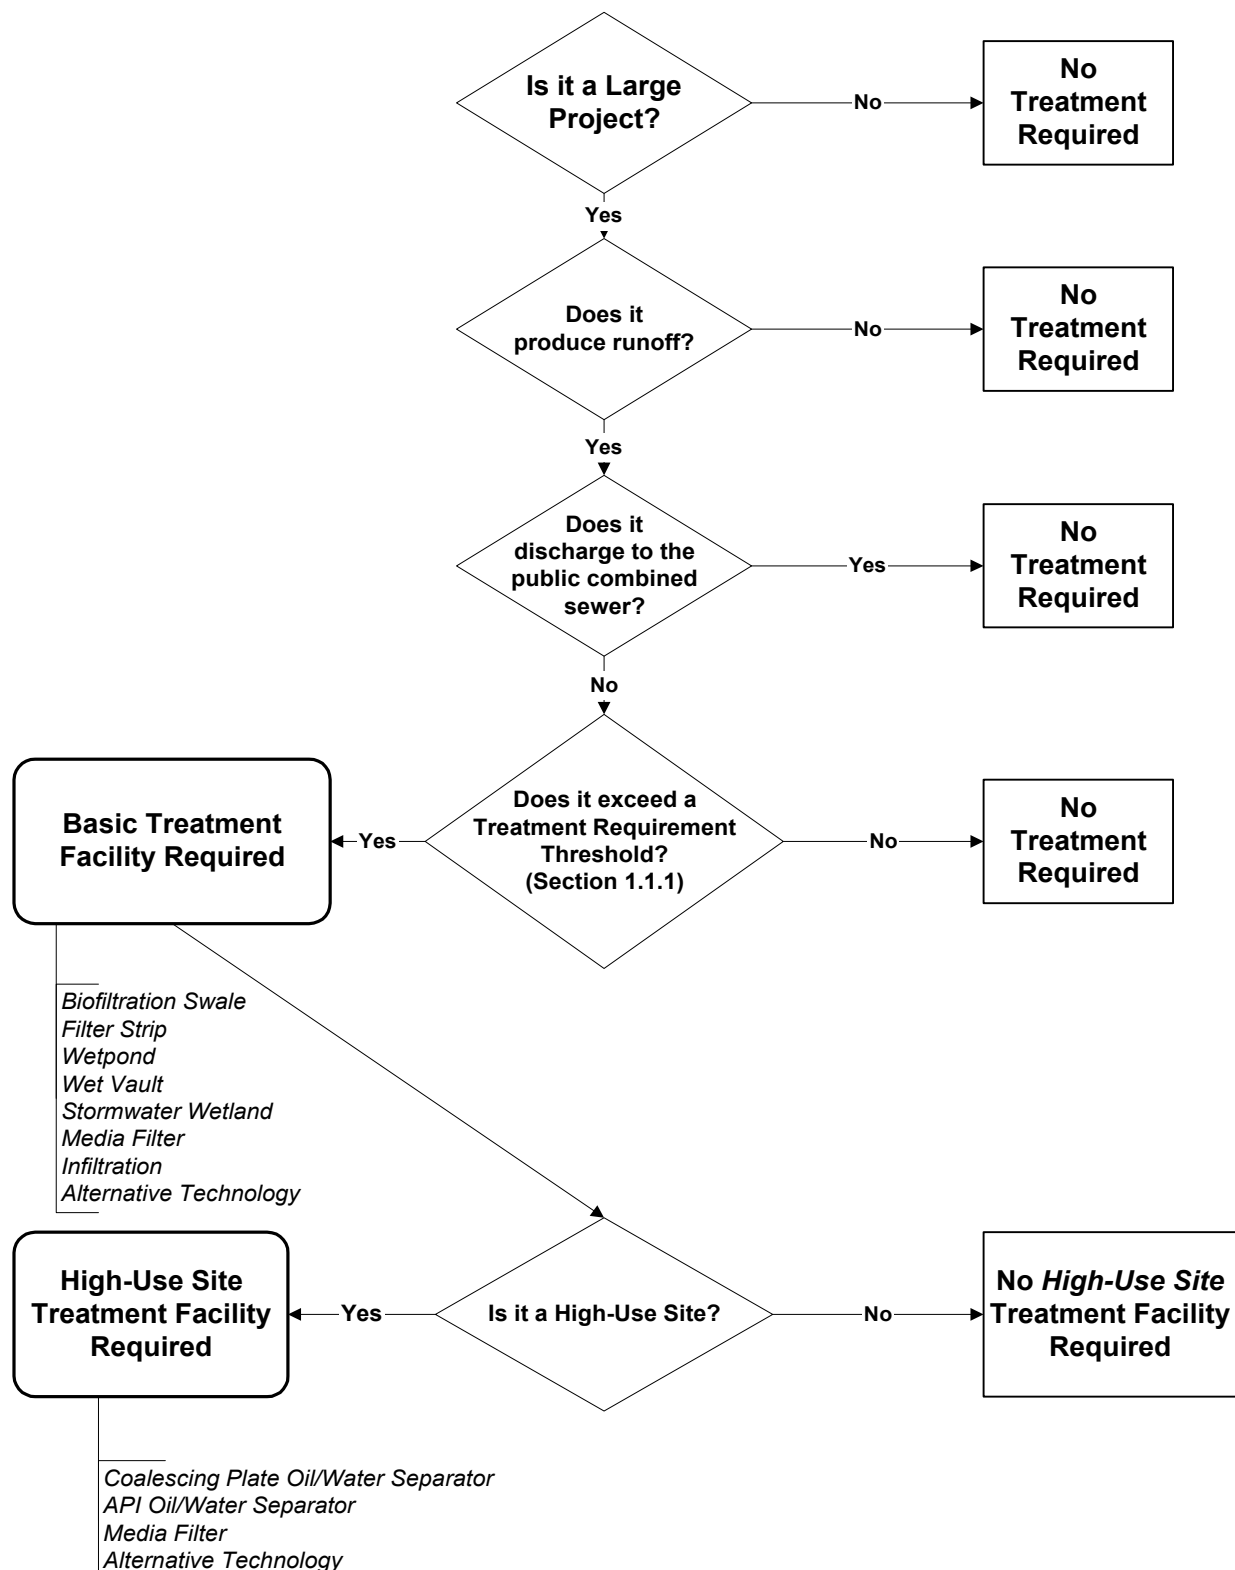 Is it a Large
Project?
No
No
Treatment
Required
Yes
Does it
produce runoff?
No
No
Treatment
Required
Yes
Does it
discharge to the
public combined
sewer?
Yes
No
Treatment
Required
No
Does it exceed a
Treatment Requirement
Threshold?
(Section 1.1.1)
Yes
Basic Treatment
Facility Required
No
No
Treatment
Required
Biofiltration Swale
Filter Strip
Wetpond
Wet Vault
Stormwater Wetland
Media Filter
Infiltration
Alternative Technology
Is it a High-Use Site?
Yes
High-Use Site
Treatment Facility
Required
No
No High-Use Site
Treatment Facility
Required
Coalescing Plate Oil/Water Separator
API Oil/Water Separator
Media Filter
Alternative Technology